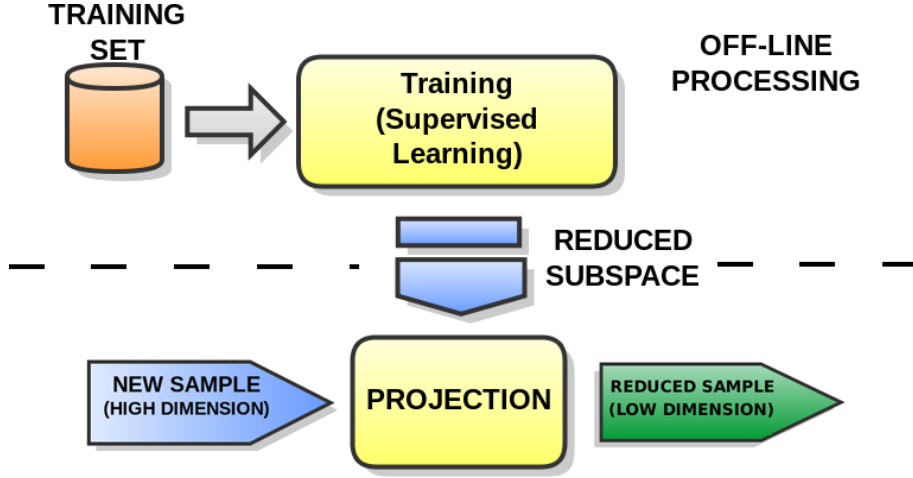 TRAINING
SET
Training
(Supervised
Learning)
OFF-LINE
PROCESSING
REDUCED
SUBSPACE
NEW SAMPLE
(HIGH DIMENSION)
PROJECTION
REDUCED SAMPLE
(LOW DIMENSION)